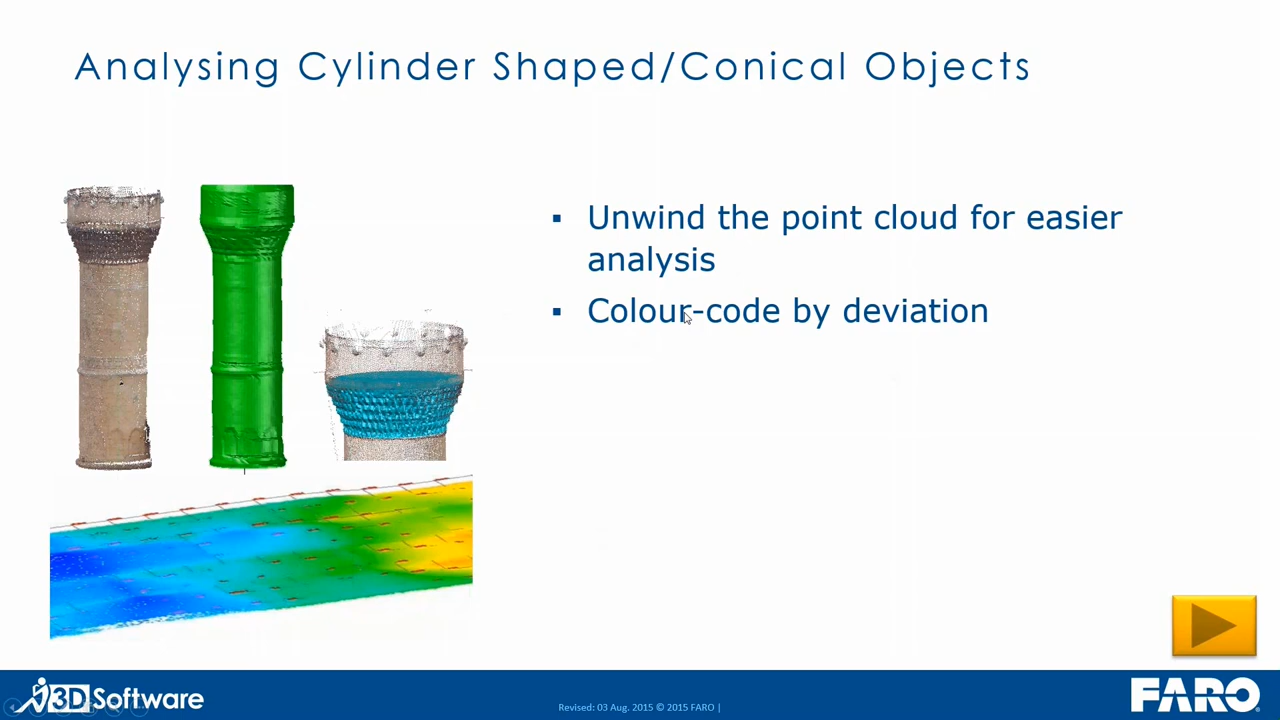 Analysing Cylinder Shaped/Conical Objects
▪ Unwind the point cloud for easier
analysis
▪ Colour-code by deviation
3D Software
Revised: 03 Aug. 2015 © 2015 FARO |
FARO